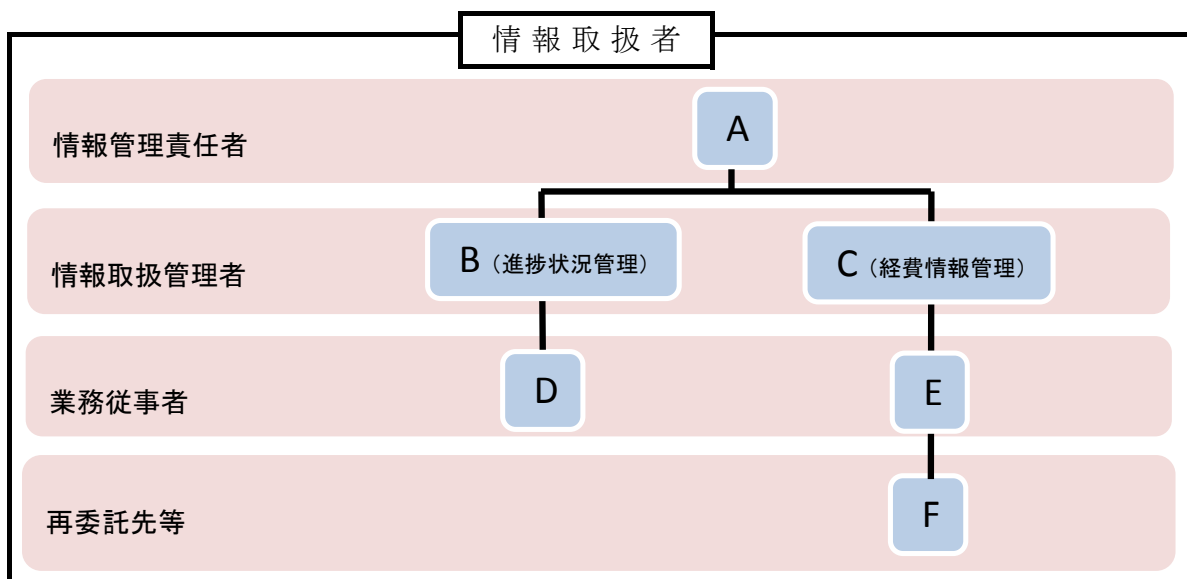 情報取扱者
情報管理責任者
A
情報取扱管理者
B（進捗状況管理）
C（経費情報管理）
業務従事者
D
E
再委託先等
F